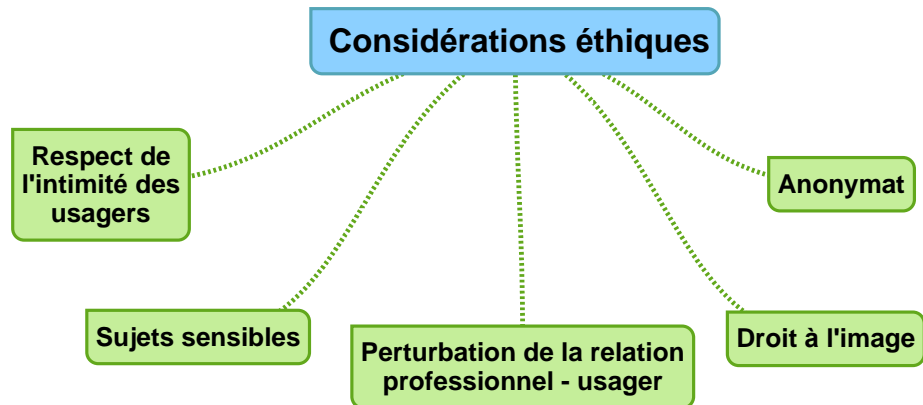 Considérations éthiques
Respect de
l'intimité des
usagers
Anonymat
Sujets sensibles
Perturbation de la relation
professionnel - usager
Droit à l'image